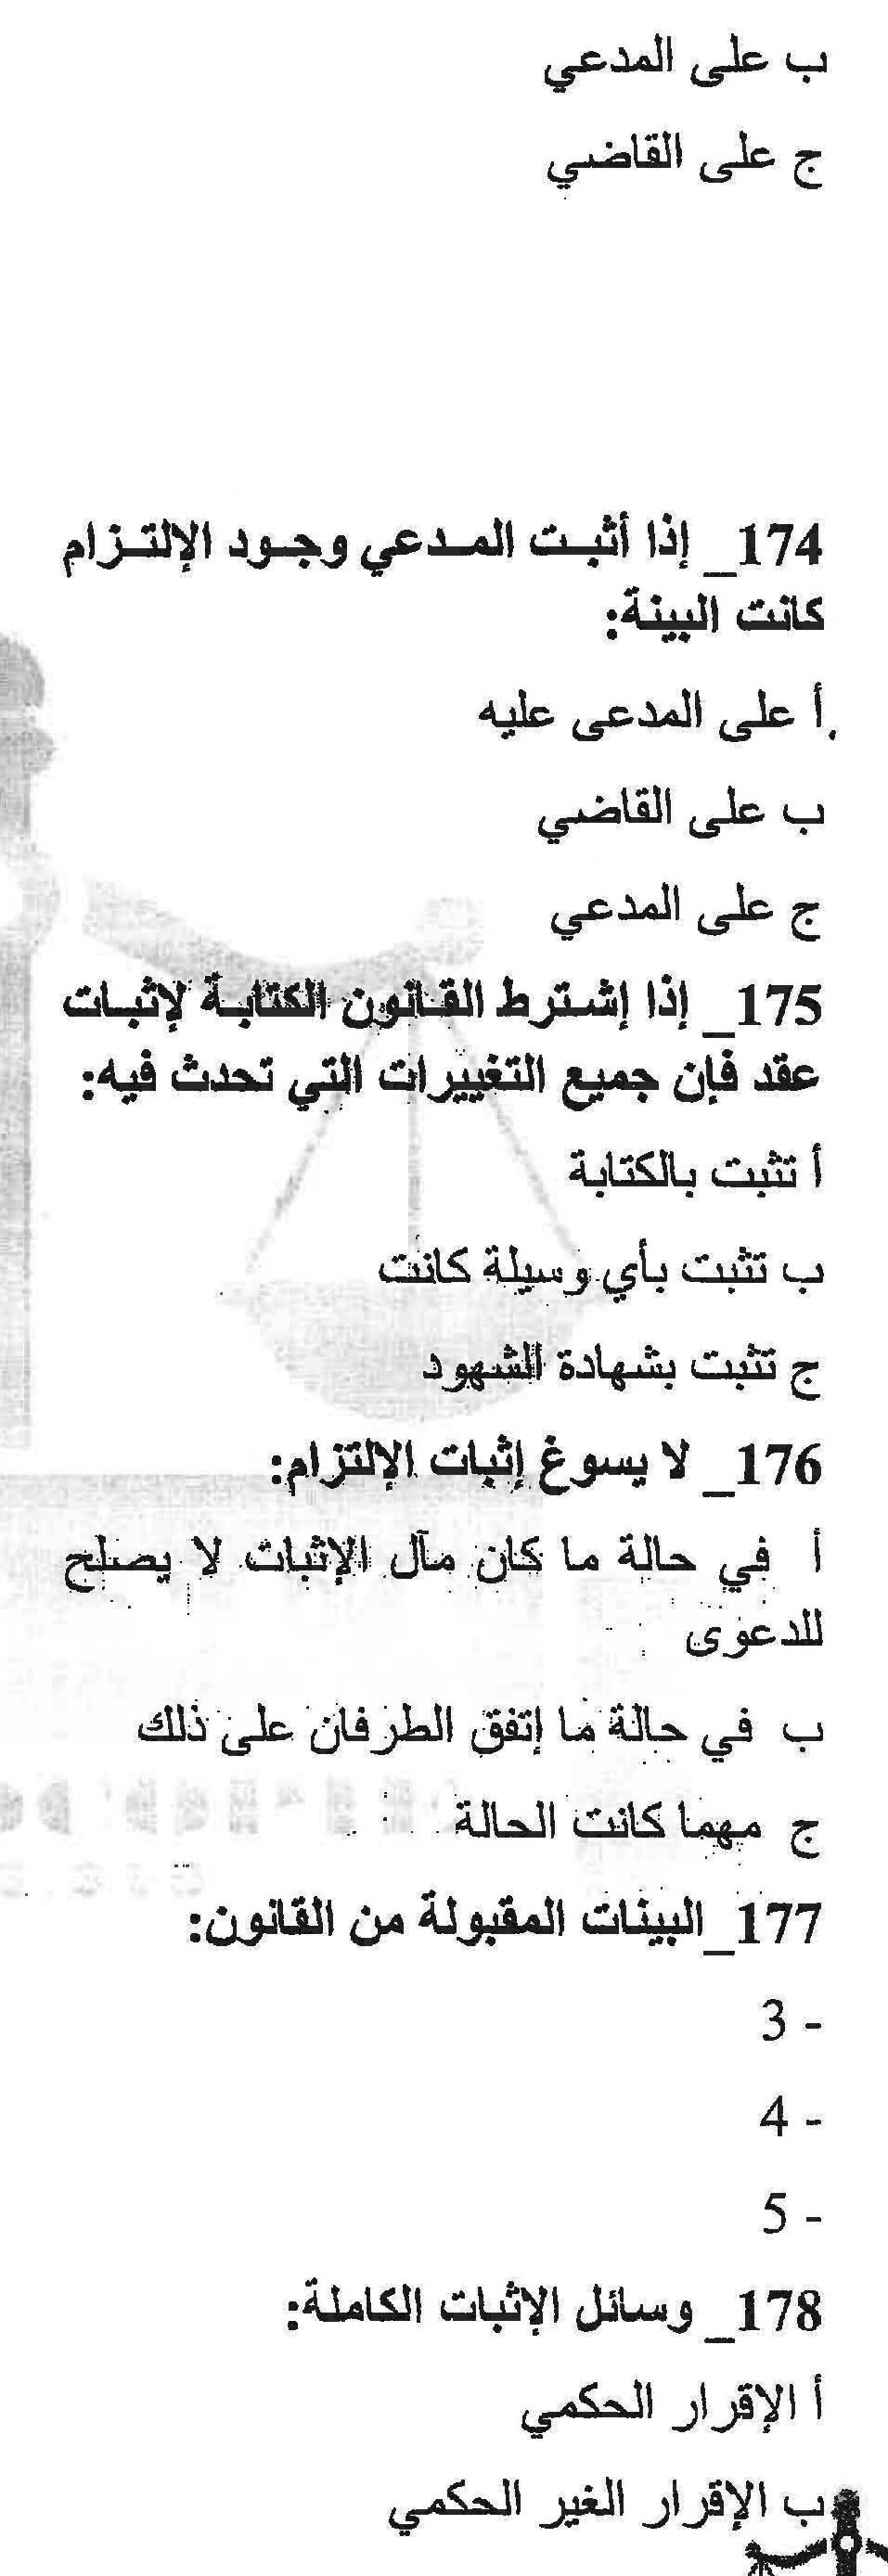 ب على المدعي
ج على القاضي
174_ إذا أثبت المدعي وجود الإلتزام
كانت البينة:
أ على المدعى عليه
ب على القاضي
ج على المدعي
175_ إذا إشترط القانون الكتابة لإثبات
عقد فإن جميع التغييرات التي تحدث فيه:
أ تثبت بالكتابة
ب تثبت بأي وسيلة كانت
ج تثبت بشهادة الشهود
176_ لا يسوغ إثبات الإلتزام:
أ في حالة ما كان مآل الإثبات لا يصلح
للدعوى
ب في حالة ما إتفق الطرفان على ذلك
ج مهما كانت الحالة
177_البينات المقبولة من القانون:
- 3
- 4
- 5
178_ وسائل الإثبات الكاملة:
أ الإقرار الحكمي
ب الإقرار الغير الحكمي